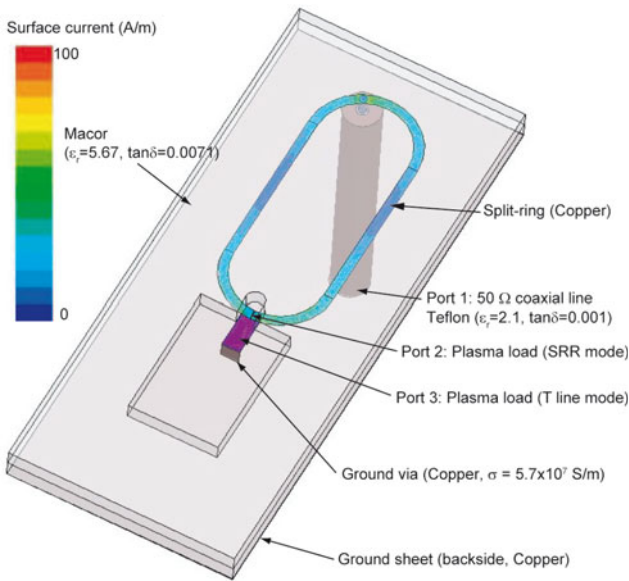 Surface current (A/m)
100
0
Macor
(εr=5.67, tanδ=0.0071)
Split-ring (Copper)
Port 1: 50 Ω coaxial line
Teflon (εr=2.1, tanδ=0.001)
Port 2: Plasma load (SRR mode)
Port 3: Plasma load (T line mode)
Ground via (Copper, σ = 5.7x10⁷ S/m)
Ground sheet (backside, Copper)